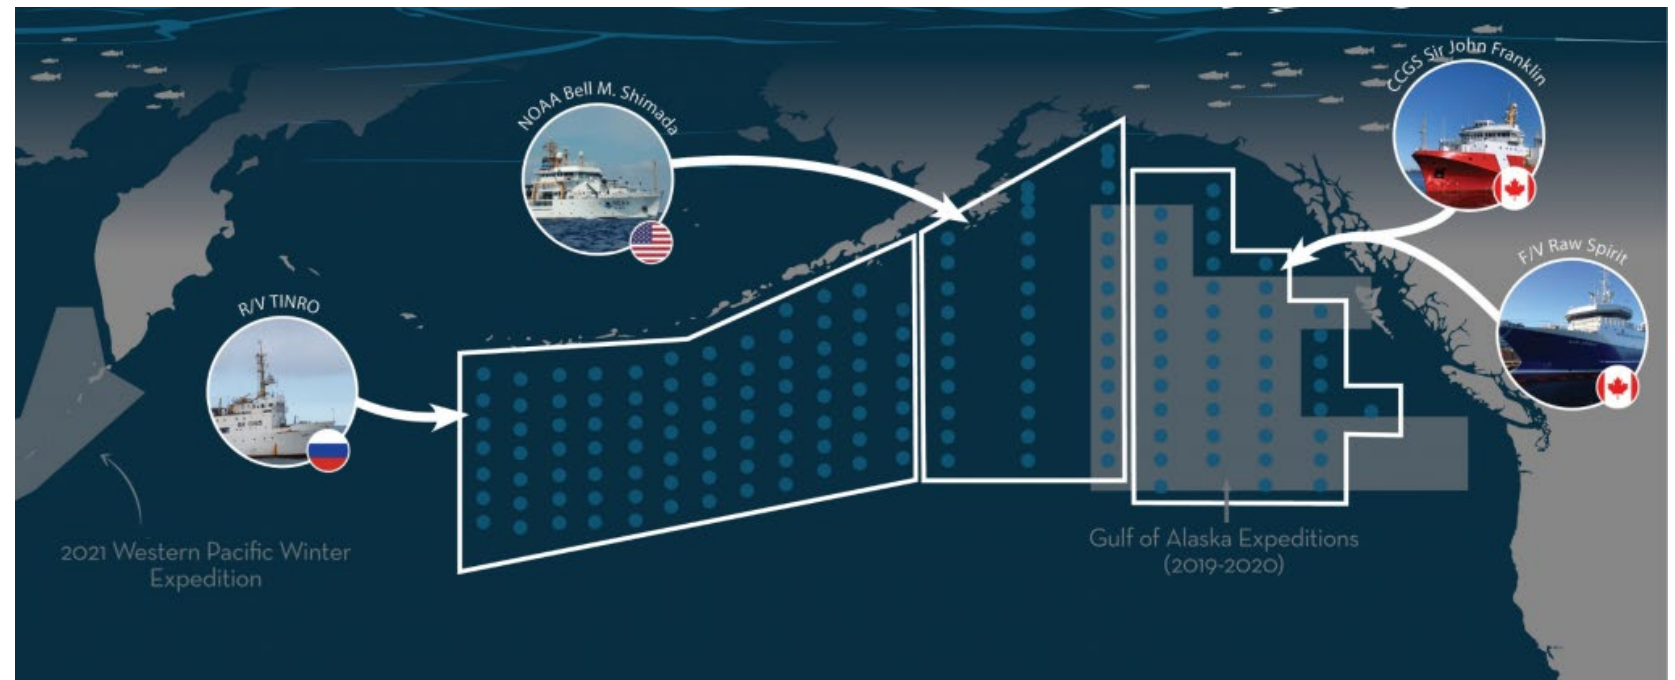 CCGS Sir John Franklin
NOAA Bell M. Shimada
F/V Raw Spirit
R/V TINRO
2021 Western Pacific Winter
Expedition
Gulf of Alaska Expeditions
(2019-2020)